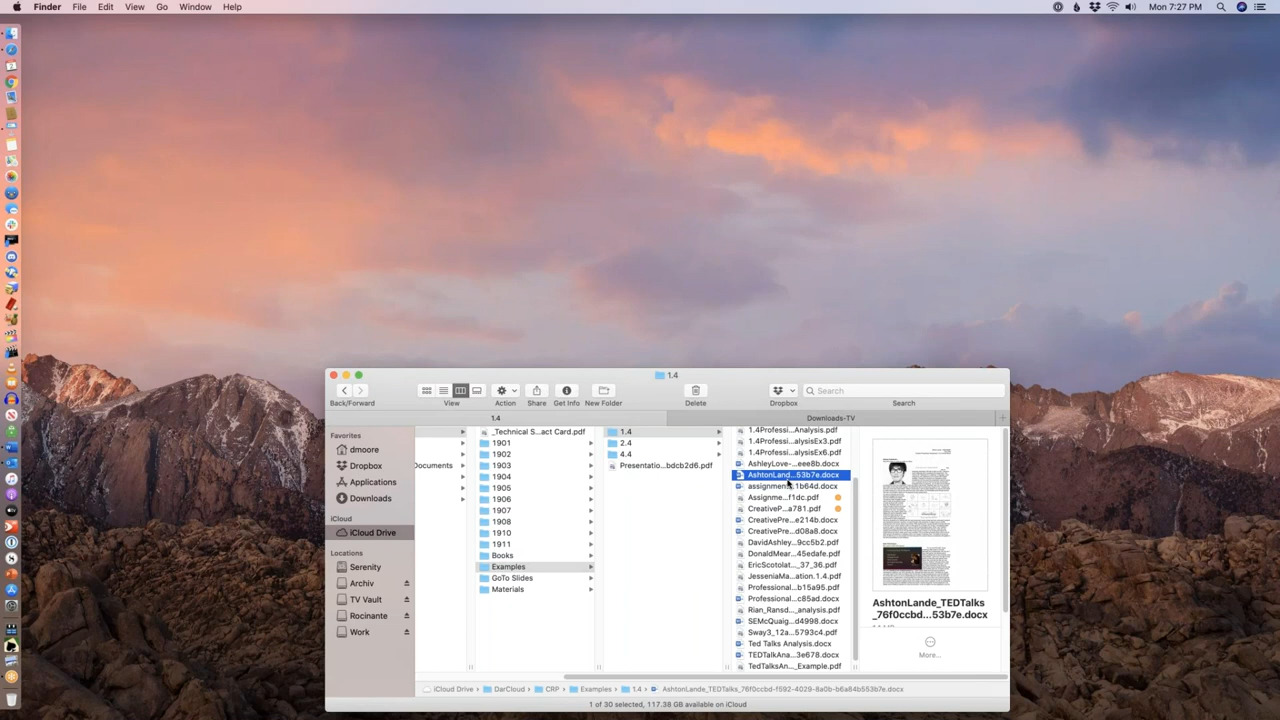 Finder File Edit View Go Window Help Mon 7:27 PM
1.4
Back/Forward View Action Share Get Info New Folder Delete Dropbox Search
Search
1.4 Downloads-TV
Favorites
dmoore
Dropbox
Applications
Downloads
iCloud
iCloud Drive
Locations
Serenity
Archiv
TV Vault
Rocinante
Work
Documents
_Technical S...act Card.pdf
1901
1902
1903
1904
1905
1906
1907
1908
1910
1911
Books
Examples
GoTo Slides
Materials
1.4
2.4
4.4
Presentatio...bdcb2d6.pdf
1.4Professi...Analysis.pdf
1.4Professi...alysisEx3.pdf
1.4Professi...alysisEx6.pdf
AshleyLove-...eee8b.docx
AshtonLand...53b7e.docx
assignmen...1b64d.docx
Assignme...f1dc.pdf
CreativeP...a781.pdf
CreativePre...e214b.docx
CreativePre...d08a8.docx
DavidAshley...9cc5b2.pdf
DonaldMear...45edafe.pdf
EricScotolat..._37_36.pdf
JesseniaMa...ation.1.4.pdf
Professional...b15a95.pdf
Professional...c85ad.docx
Rian_Ransd..._analysis.pdf
SEMcQuaig...d4998.docx
Sway3_12a...5793c4.pdf
Ted Talks Analysis.docx
TEDTalkAna...3e678.docx
TedTalksAn..._Example.pdf
AshtonLande_TEDTalks
_76f0ccbd...53b7e.docx
More...
iCloud Drive DarCloud CRP Examples 1.4 AshtonLande_TEDTalks_76f0ccbd-f592-4029-8a0b-b6a84b553b7e.docx
1 of 30 selected, 117.38 GB available on iCloud